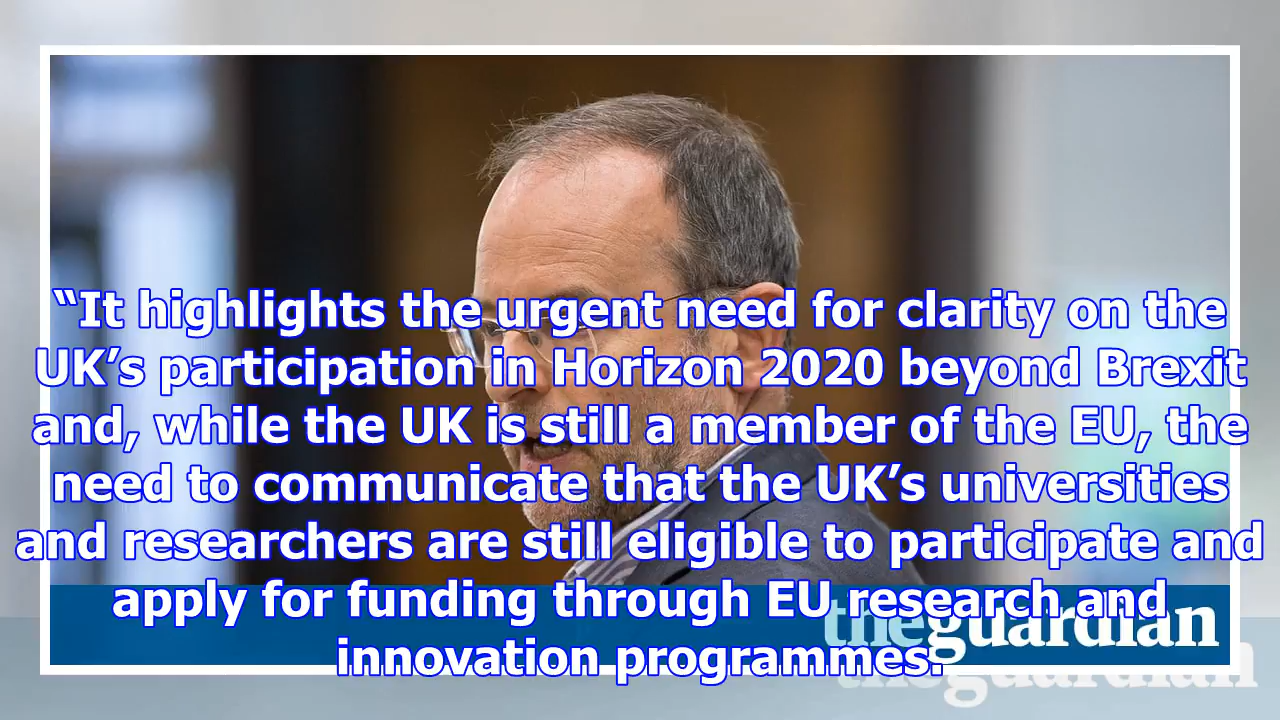 “It highlights the urgent need for clarity on the
UK’s participation in Horizon 2020 beyond Brexit
and, while the UK is still a member of the EU, the
need to communicate that the UK’s universities
and researchers are still eligible to participate and
apply for funding through EU research and
innovation programmes.
theguardian
theguardian